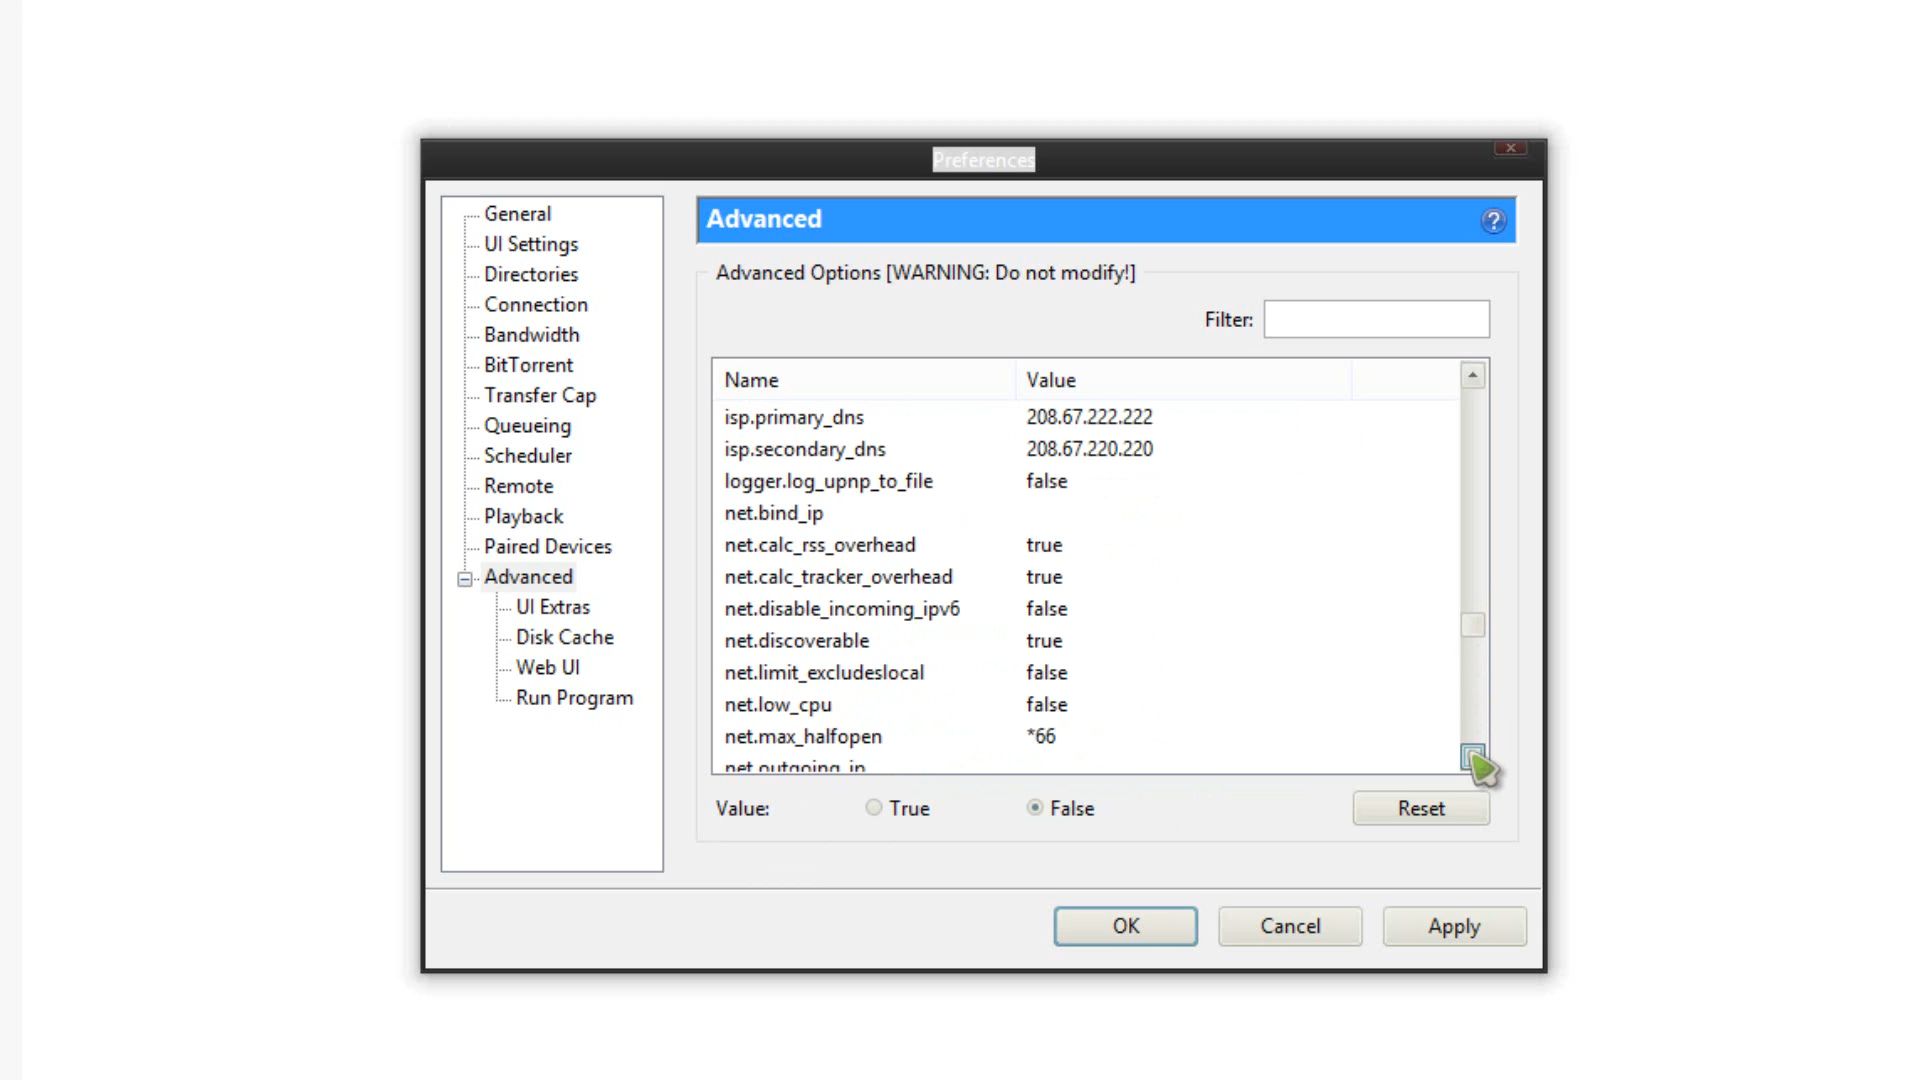 Preferences
General
UI Settings
Directories
Connection
Bandwidth
BitTorrent
Transfer Cap
Queueing
Scheduler
Remote
Playback
Paired Devices
Advanced
UI Extras
Disk Cache
Web UI
Run Program
Advanced
Advanced Options [WARNING: Do not modify!]
Filter:
Name Value
isp.primary_dns 208.67.222.222
isp.secondary_dns 208.67.220.220
logger.log_upnp_to_file false
net.bind_ip
net.calc_rss_overhead true
net.calc_tracker_overhead true
net.disable_incoming_ipv6 false
net.discoverable true
net.limit_excludeslocal false
net.low_cpu false
net.max_halfopen *66
net.outgoing_ip
Value: True False Reset
OK Cancel Apply